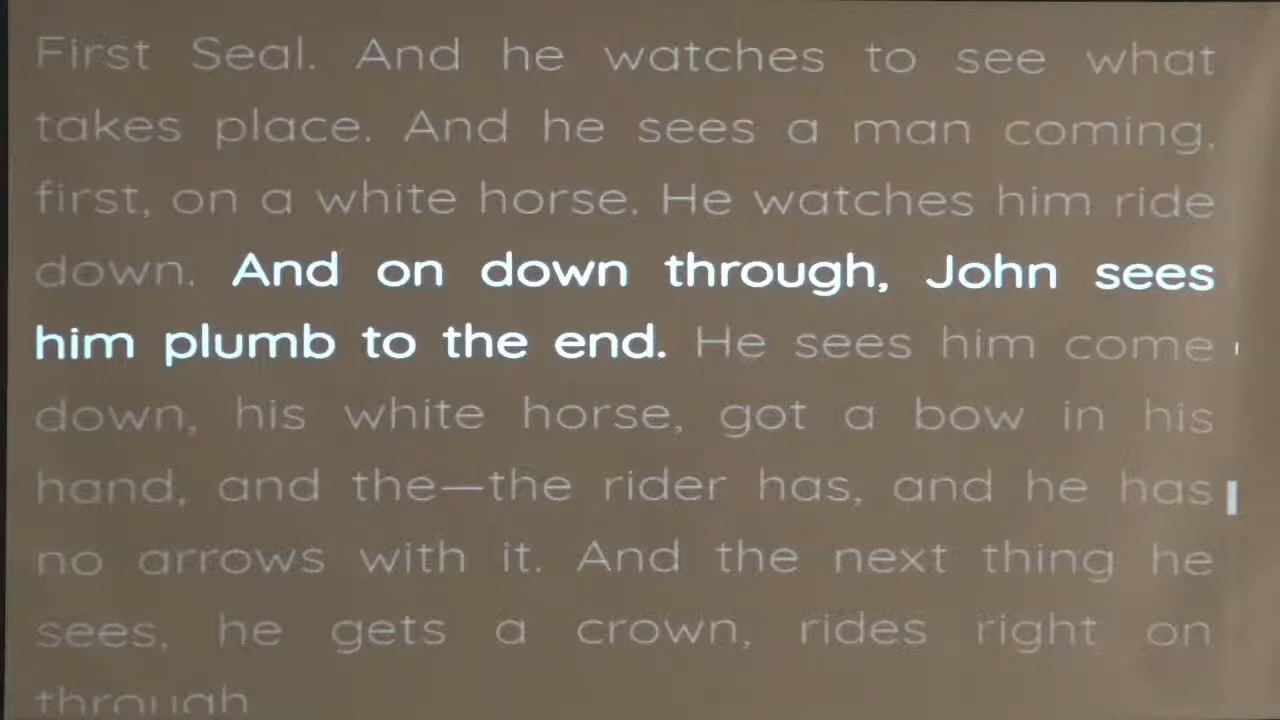 First Seal. And he watches to see what
takes place. And he sees a man coming,
first, on a white horse. He watches him ride
down. And on down through, John sees
him plumb to the end. He sees him come
down, his white horse, got a bow in his
hand, and the—the rider has, and he has
no arrows with it. And the next thing he
sees, he gets a crown, rides right on
through